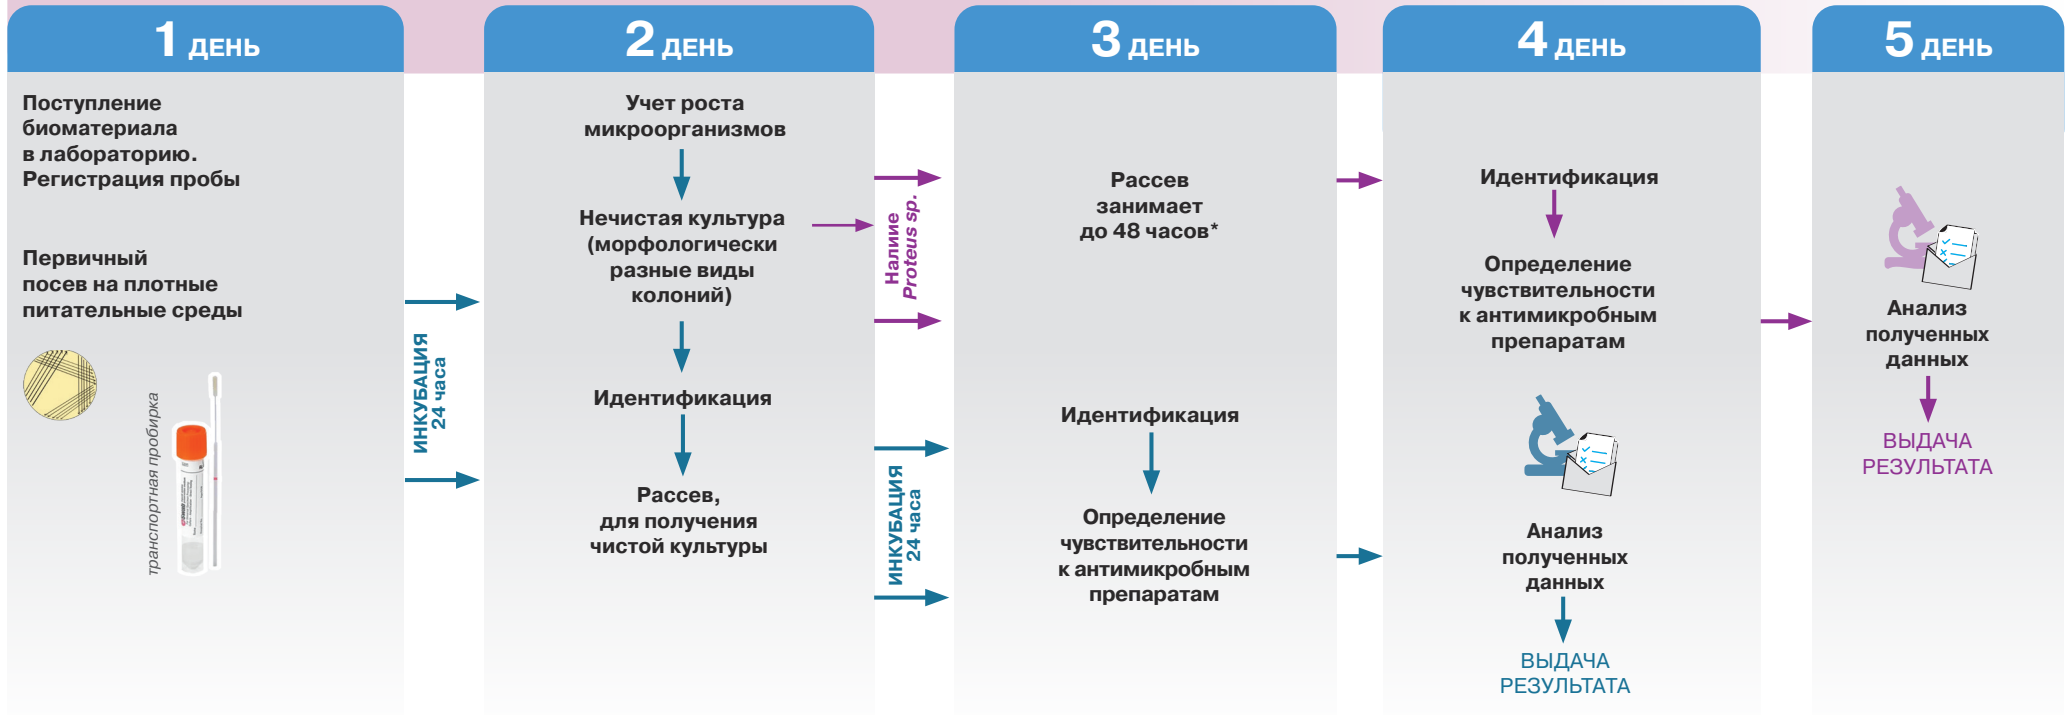 1 ДЕНЬ
Поступление
биоматериала
в лабораторию.
Регистрация пробы
Первичный
посев на плотные
питательные среды
транспортная пробирка
ИНКУБАЦИЯ
24 часа
2 ДЕНЬ
Учет роста
микроорганизмов
Нечистая культура
(морфологически
разные виды
колоний)
Идентификация
Рассев,
для получения
чистой культуры
Налиие
Proteus sp.
ИНКУБАЦИЯ
24 часа
3 ДЕНЬ
Рассев
занимает
до 48 часов*
Идентификация
Определение
чувствительности
к антимикробным
препаратам
4 ДЕНЬ
Идентификация
Определение
чувствительности
к антимикробным
препаратам
Анализ
полученных
данных
ВЫДАЧА
РЕЗУЛЬТАТА
5 ДЕНЬ
Анализ
полученных
данных
ВЫДАЧА
РЕЗУЛЬТАТА